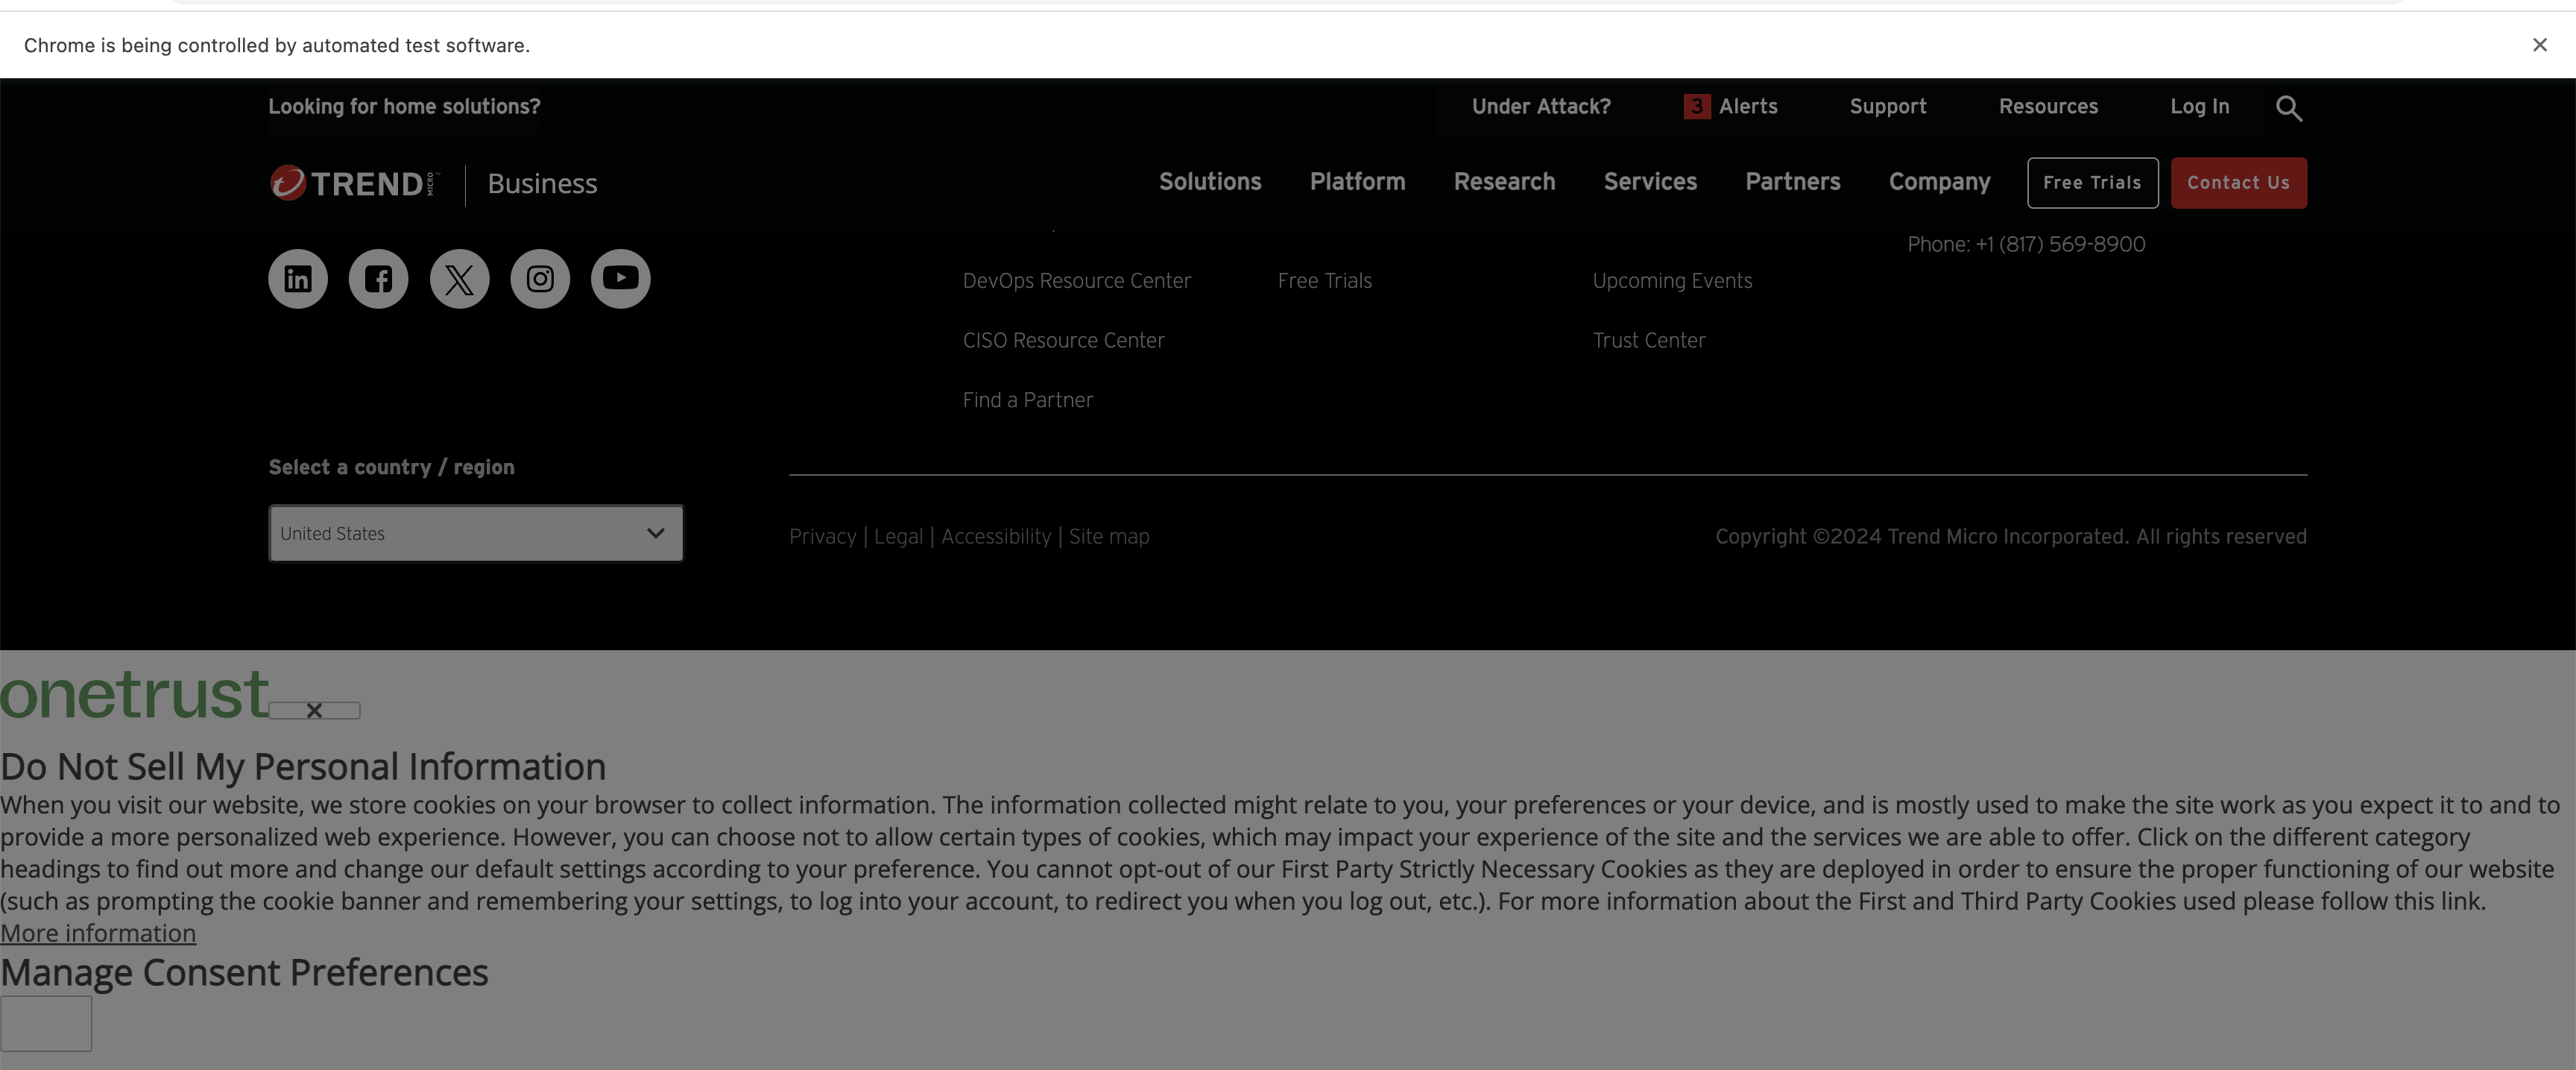 Chrome is being controlled by automated test software.
Looking for home solutions?
Under Attack?
3 Alerts
Support
Resources
Log In
TREND MICRO™ | Business
Solutions
Platform
Research
Services
Partners
Company
Free Trials
Contact Us
Phone: +1 (817) 569-8900
DevOps Resource Center
Free Trials
Upcoming Events
CISO Resource Center
Trust Center
Find a Partner
Select a country / region
United States
Privacy | Legal | Accessibility | Site map
Copyright ©2024 Trend Micro Incorporated. All rights reserved
onetrust
Do Not Sell My Personal Information
When you visit our website, we store cookies on your browser to collect information. The information collected might relate to you, your preferences or your device, and is mostly used to make the site work as you expect it to and to
provide a more personalized web experience. However, you can choose not to allow certain types of cookies, which may impact your experience of the site and the services we are able to offer. Click on the different category
headings to find out more and change our default settings according to your preference. You cannot opt-out of our First Party Strictly Necessary Cookies as they are deployed in order to ensure the proper functioning of our website
(such as prompting the cookie banner and remembering your settings, to log into your account, to redirect you when you log out, etc.). For more information about the First and Third Party Cookies used please follow this link.
More information
Manage Consent Preferences